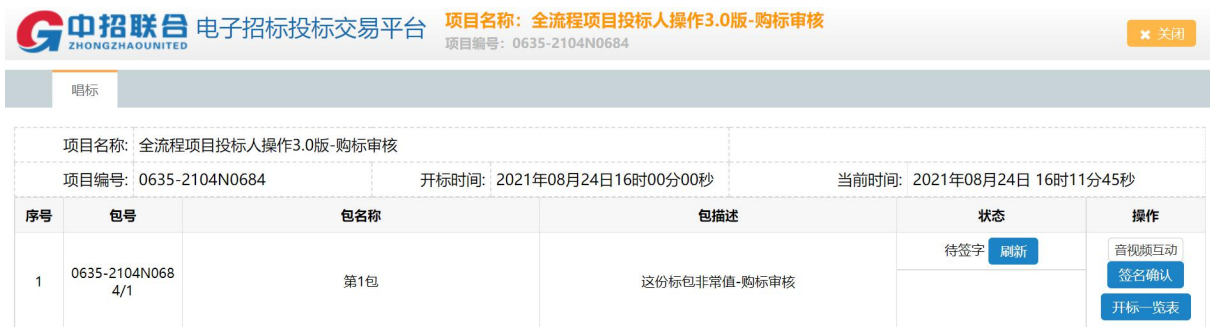 中招联合 电子招标投标交易平台 项目名称：全流程项目投标人操作3.0版-购标审核
ZHONGZHAOUNITED 项目编号：0635-2104N0684 × 关闭
唱标
项目名称: 全流程项目投标人操作3.0版-购标审核
项目编号: 0635-2104N0684 开标时间: 2021年08月24日16时00分00秒 当前时间: 2021年08月24日 16时11分45秒
序号 包号 包名称 包描述 状态 操作
1 0635-2104N068 第1包 这份标包非常值-购标审核 待签字 刷新 音视频互动
4/1 签名确认
开标一览表